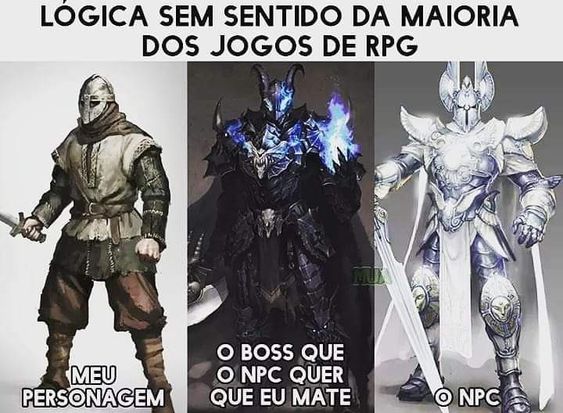 LÓGICA SEM SENTIDO DA MAIORIA
DOS JOGOS DE RPG
MEU
PERSONAGEM
O BOSS QUE
O NPC QUER
QUE EU MATE
O NPC